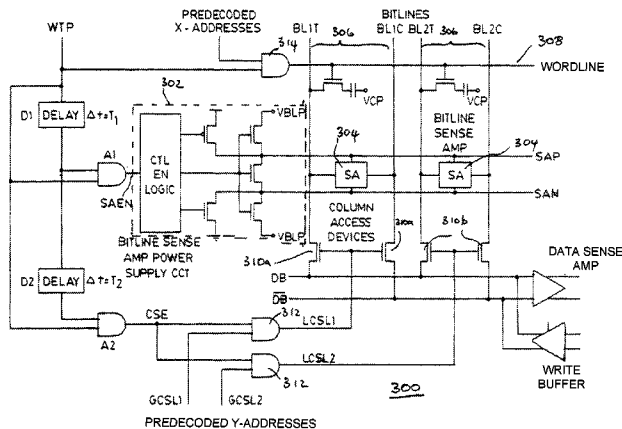 PREDECODED
X-ADDRESSES
WTP
314
BITLINES
BL1T
306
BL1C
BL2T
306
BL2C
308
WORDLINE
VCP
VCP
302
VBLP
D1
DELAY
Δt=T1
A1
CTL
EN
LOGIC
SAEN
BITLINE
SENSE
AMP
304
SA
304
SA
SAP
SAN
VBLP
BITLINE SENSE
AMP POWER
SUPPLY CCT
COLUMN
ACCESS
DEVICES
310a
310a
310b
DB
DB
DATA SENSE
AMP
D2
DELAY
Δt=T2
A2
CSE
312
LCSL1
LCSL2
312
GCSL1
GCSL2
300
WRITE
BUFFER
PREDECODED Y-ADDRESSES